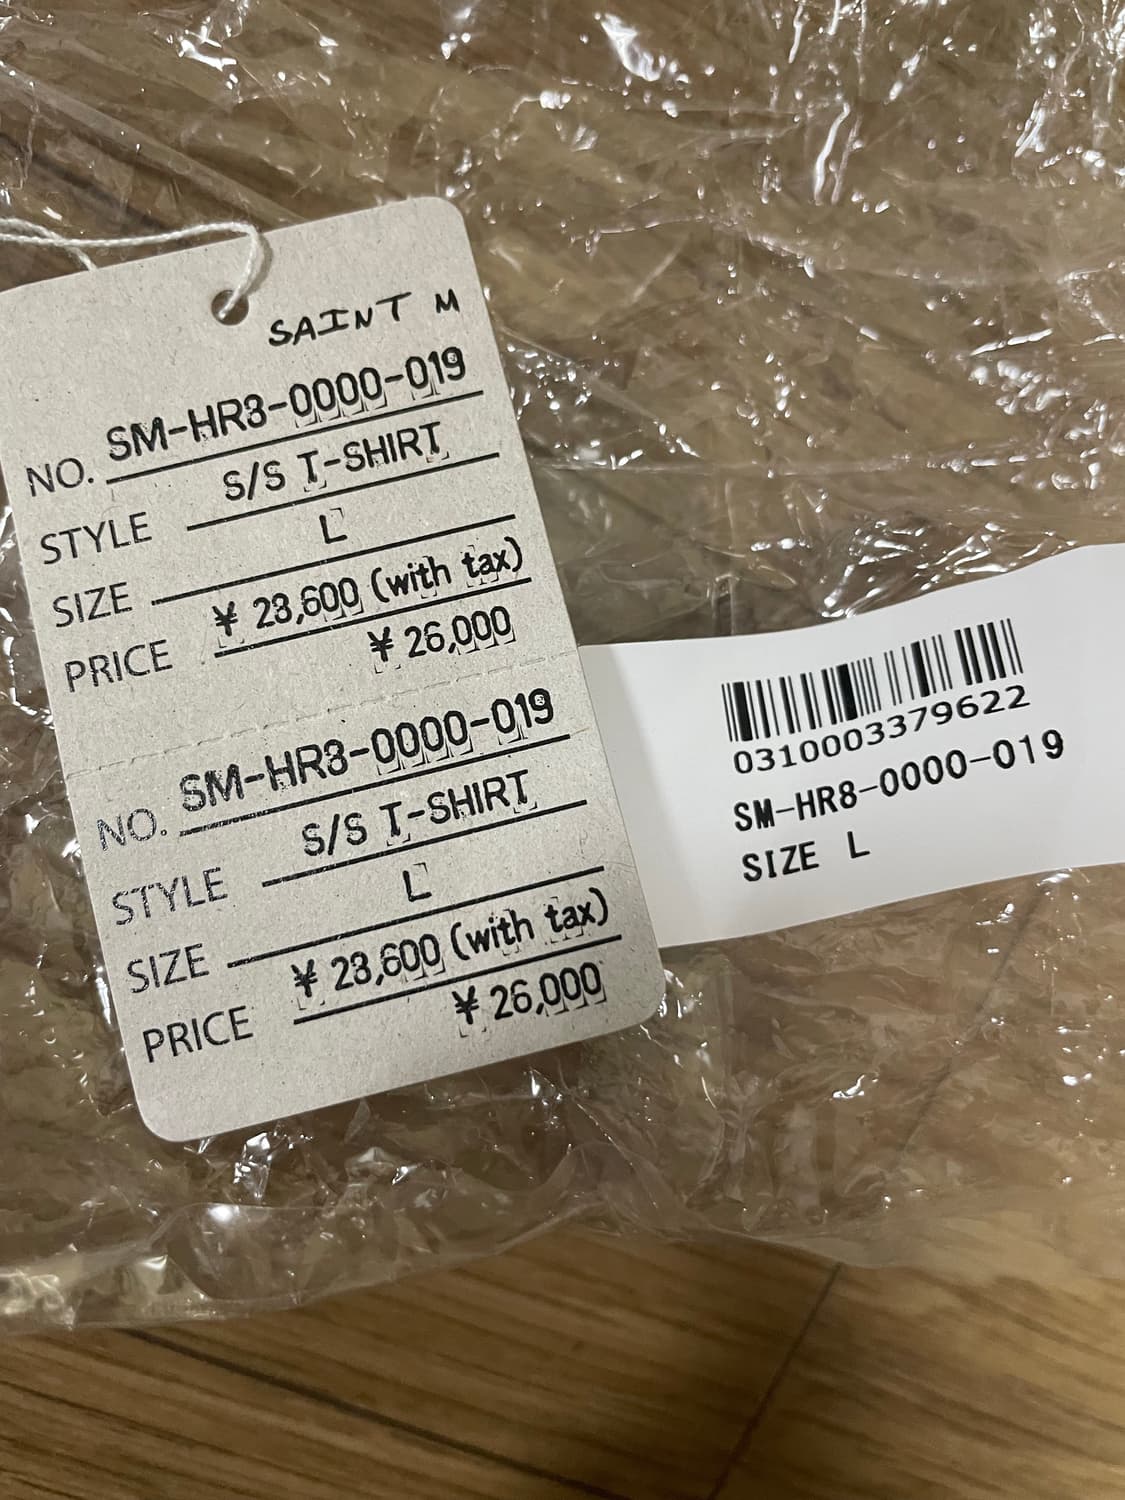 SAINT M
NO. SM-HR8-0000-019
STYLE S/S T-SHIRT
SIZE L
PRICE ¥ 23,600 (with tax)
¥ 26,000
NO. SM-HR8-0000-019
STYLE S/S T-SHIRT
SIZE L
PRICE ¥ 23,600 (with tax)
¥ 26,000
0310003379622
SM-HR8-0000-019
SIZE L